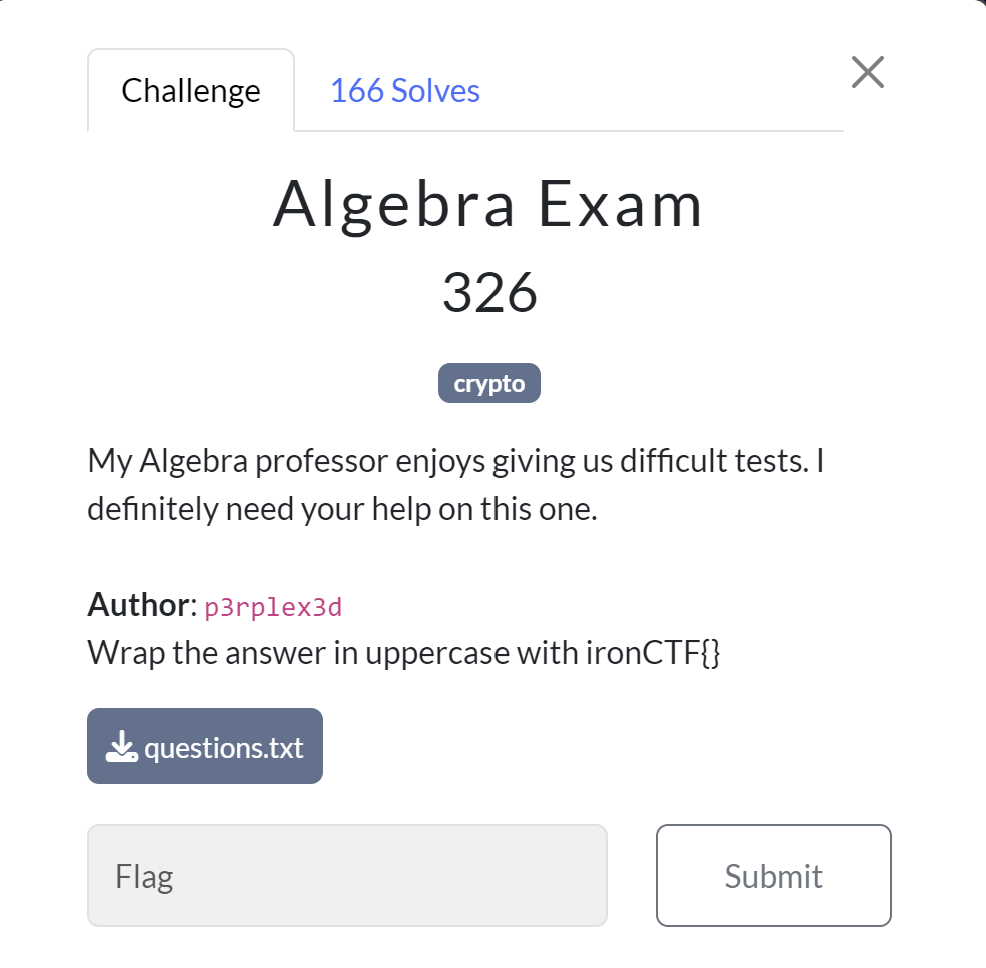 Challenge
166 Solves
Algebra Exam
326
crypto
My Algebra professor enjoys giving us difficult tests. I
definitely need your help on this one.
Author: p3rplex3d
Wrap the answer in uppercase with ironCTF{}
questions.txt
Flag
Submit